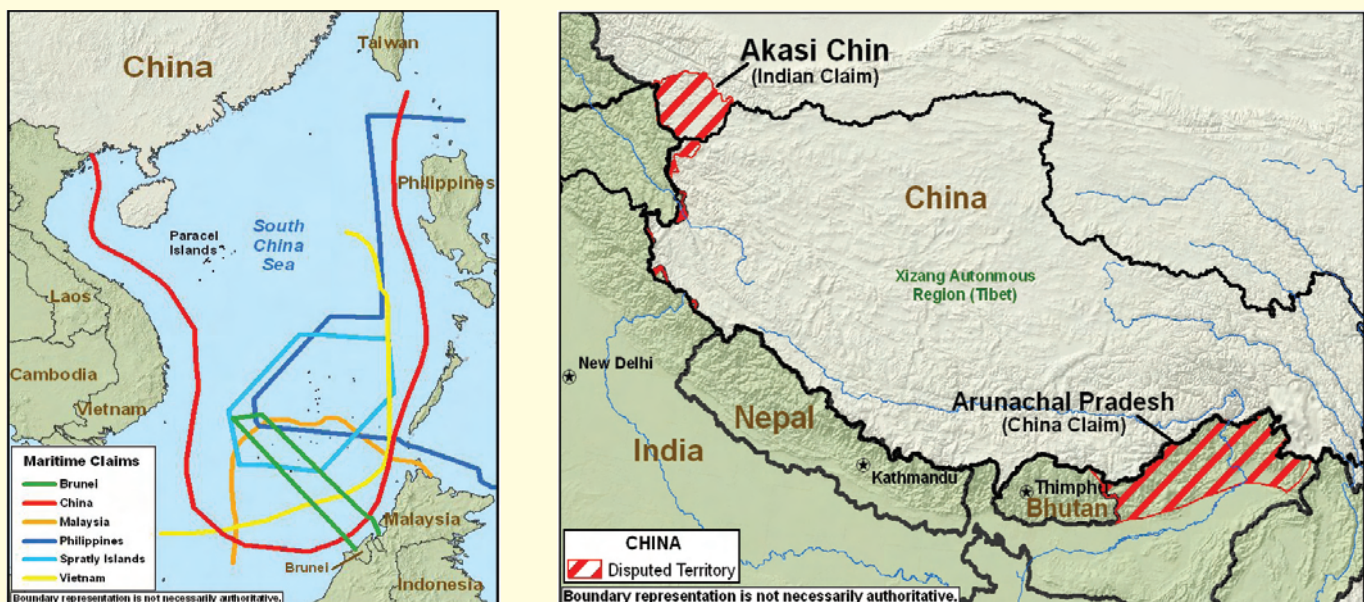 Taiwan
China
Philippines
South
China
Sea
Paracel
Islands
Laos
Cambodia
Vietnam
Malaysia
Brunei
Indonesia
Maritime Claims
Brunei
China
Malaysia
Philippines
Spratly Islands
Vietnam
Boundary representation is not necessarily authoritative.
Akasi Chin
(Indian Claim)
China
Xizang Autonmous
Region (Tibet)
New Delhi
Nepal
India
Kathmandu
Arunachal Pradesh
(China Claim)
Thimphu
Bhutan
CHINA
Disputed Territory
Boundary representation is not necessarily authoritative.